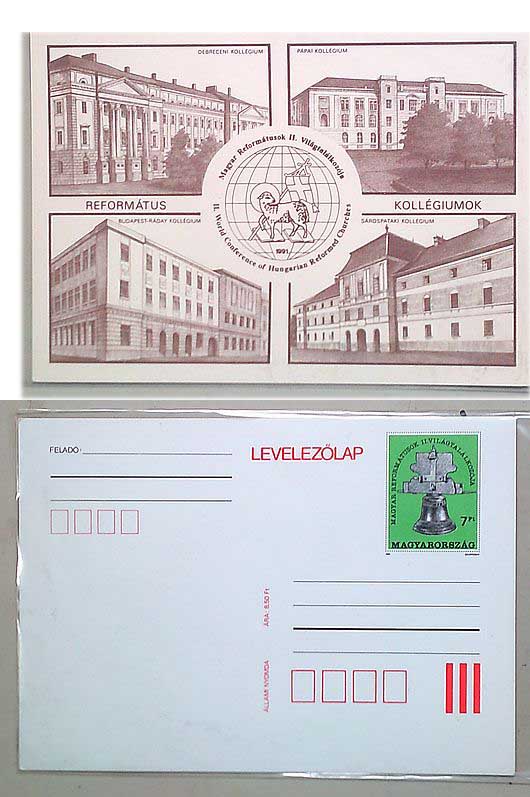 DEBRECENI KOLLÉGIUM
PÁPAI KOLLÉGIUM
Magyar Reformátusok II. Világtalálkozója
II. World Conference of Hungarian Reformed Churches
1991
REFORMÁTUS
KOLLÉGIUMOK
BUDAPEST-RÁDAY KOLLÉGIUM
SÁROSPATAKI KOLLÉGIUM
FELADÓ:
LEVELEZŐLAP
MAGYAR REFORMÁTUSOK II.VILÁGTALÁLKOZÓJA
7Ft
MAGYARORSZÁG
ÁRA: 8,50 Ft
ÁLLAMI NYOMDA